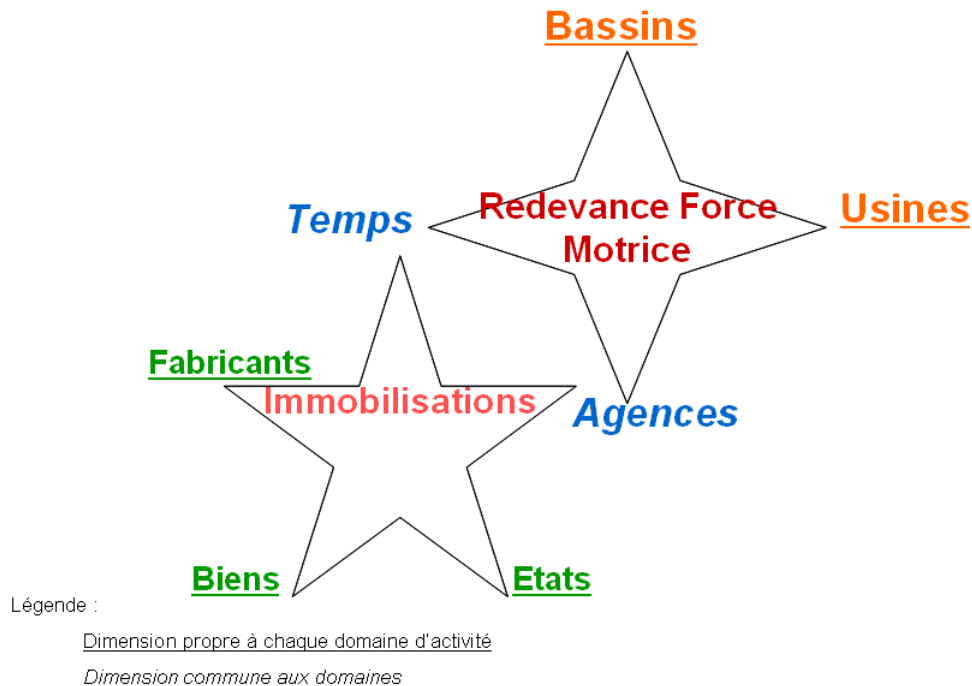 Bassins
Temps
Redevance Force
Motrice
Usines
Fabricants
Immobilisations
Agences
Biens
Etats
Légende :
Dimension propre à chaque domaine d'activité
Dimension commune aux domaines